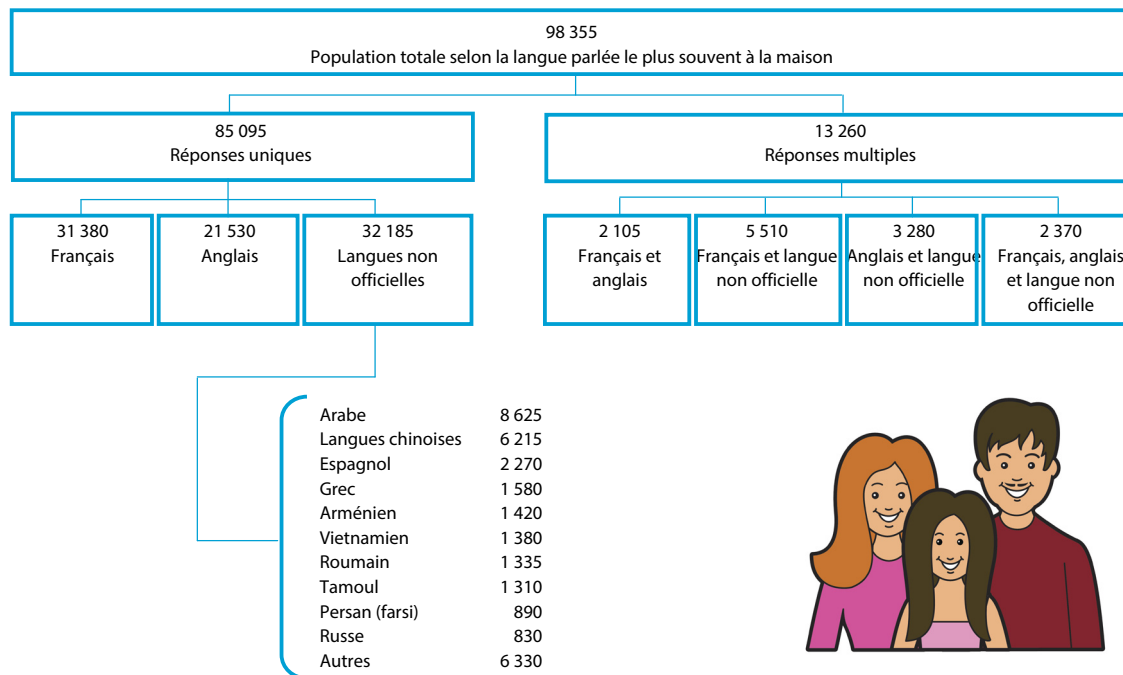 98 355
Population totale selon la langue parlée le plus souvent à la maison
85 095
Réponses uniques
13 260
Réponses multiples
31 380
Français
21 530
Anglais
32 185
Langues non
officielles
2 105
Français et
anglais
5 510
Français et langue
non officielle
3 280
Anglais et langue
non officielle
2 370
Français, anglais
et langue non
officielle
Arabe 8 625
Langues chinoises 6 215
Espagnol 2 270
Grec 1 580
Arménien 1 420
Vietnamien 1 380
Roumain 1 335
Tamoul 1 310
Persan (farsi) 890
Russe 830
Autres 6 330